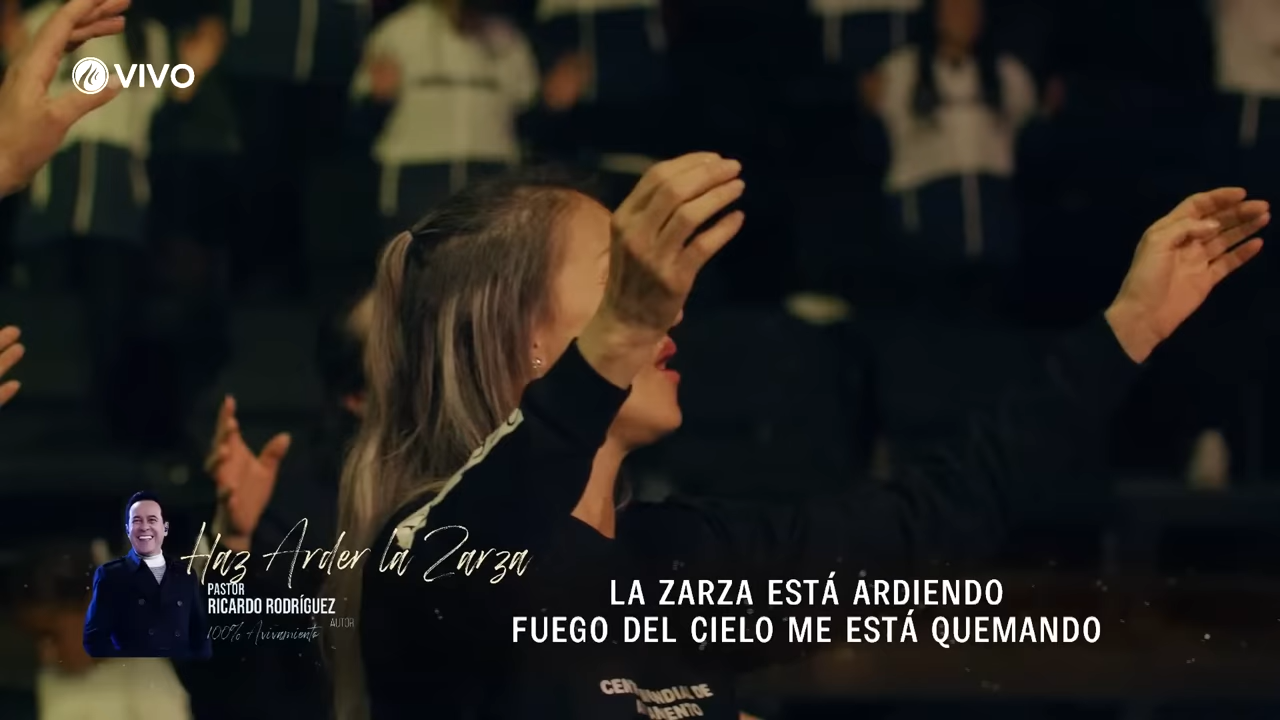 VIVO
Haz Arder la Zarza
PASTOR
RICARDO RODRÍGUEZ
AUTOR
100% Avivamiento
LA ZARZA ESTÁ ARDIENDO
FUEGO DEL CIELO ME ESTÁ QUEMANDO
DE